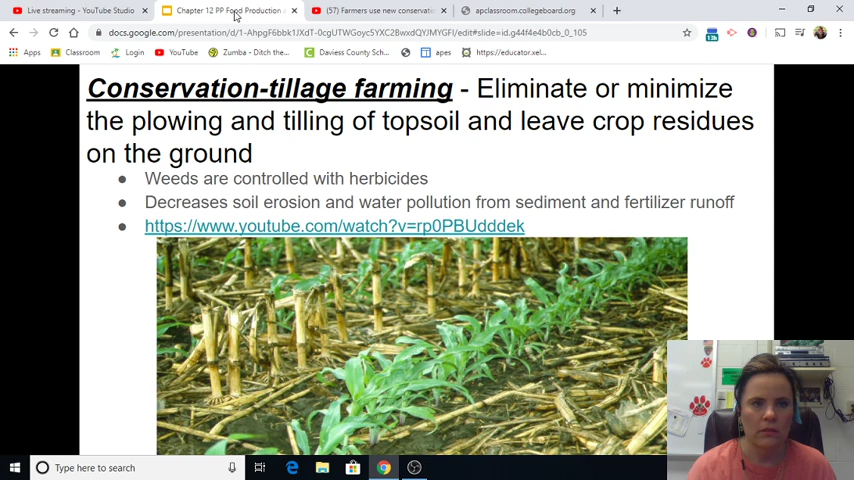 Live streaming - YouTube Studio
Chapter 12 PP Food Production
(57) Farmers use new conservatio
apclassroom.collegeboard.org
docs.google.com/presentation/d/1-AhpgF6bbk1JXdT-0cgUTWGoyc5YXC2BwxdQYJMYGFI/edit#slide=id.g44f4e4b0cb_0_105
Apps
Classroom
Login
YouTube
Zumba - Ditch the...
Daviess County Sch...
apes
https://educator.xel...
Conservation-tillage farming - Eliminate or minimize
the plowing and tilling of topsoil and leave crop residues
on the ground
● Weeds are controlled with herbicides
● Decreases soil erosion and water pollution from sediment and fertilizer runoff
● https://www.youtube.com/watch?v=rp0PBUdddek
Type here to search